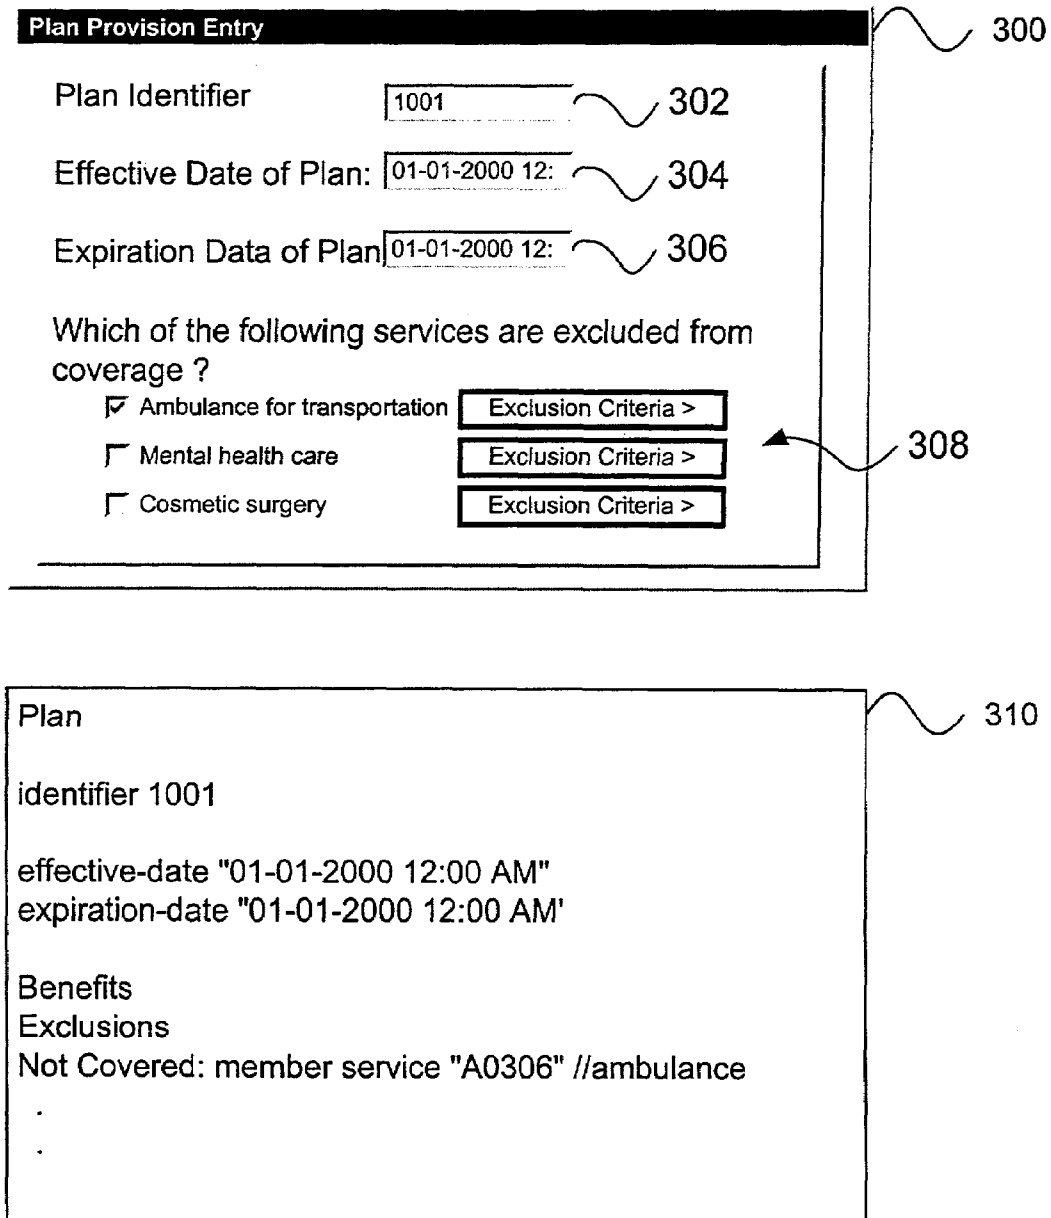 Plan Provision Entry
300
Plan Identifier 1001 302
Effective Date of Plan: 01-01-2000 12: 304
Expiration Data of Plan 01-01-2000 12: 306
Which of the following services are excluded from
coverage ?
Ambulance for transportation Exclusion Criteria >
Mental health care Exclusion Criteria > 308
Cosmetic surgery Exclusion Criteria >
Plan 310
identifier 1001
effective-date "01-01-2000 12:00 AM"
expiration-date "01-01-2000 12:00 AM'
Benefits
Exclusions
Not Covered: member service "A0306" //ambulance
.
.